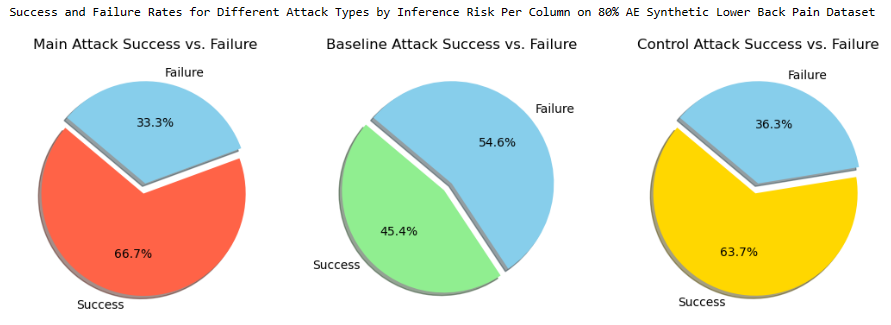 Success and Failure Rates for Different Attack Types by Inference Risk Per Column on 80% AE Synthetic Lower Back Pain Dataset
Main Attack Success vs. Failure
Failure
33.3%
66.7%
Success
Baseline Attack Success vs. Failure
Failure
54.6%
45.4%
Success
Control Attack Success vs. Failure
Failure
36.3%
63.7%
Success